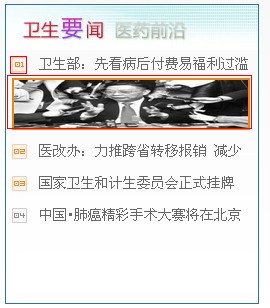 卫生要闻 医药前沿
01 卫生部：先看病后付费易福利过滥
02 医改办：力推跨省转移报销 减少
03 国家卫生和计生委员会正式挂牌
04 中国·肺癌精彩手术大赛将在北京